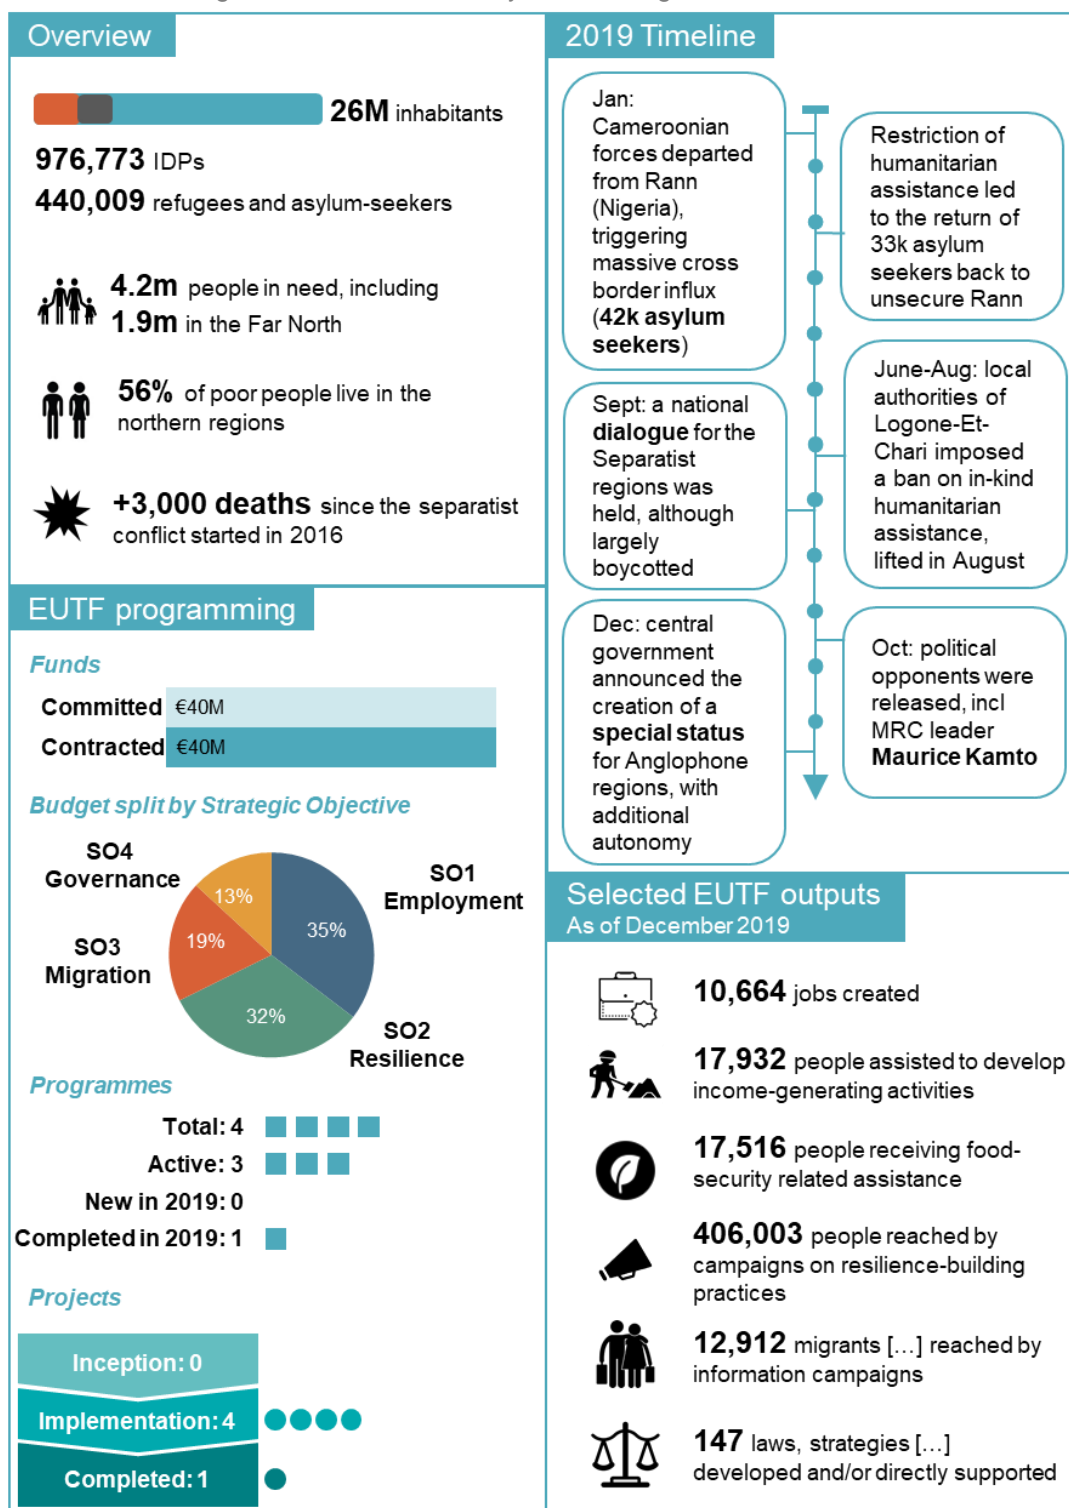 Overview
26M inhabitants
976,773 IDPs
440,009 refugees and asylum-seekers
4.2m people in need, including
1.9m in the Far North
56% of poor people live in the
northern regions
+3,000 deaths since the separatist
conflict started in 2016
2019 Timeline
Jan:
Cameroonian
forces departed
from Rann
(Nigeria),
triggering
massive cross
border influx
(42k asylum
seekers)
Restriction of
humanitarian
assistance led
to the return of
33k asylum
seekers back to
unsecure Rann
June-Aug: local
authorities of
Logone-Et-
Chari imposed
a ban on in-kind
humanitarian
assistance,
lifted in August
Sept: a national
dialogue for the
Separatist
regions was
held, although
largely
boycotted
Oct: political
opponents were
released, incl
MRC leader
Maurice Kamto
Dec: central
government
announced the
creation of a
special status
for Anglophone
regions, with
additional
autonomy
EUTF programming
Funds
Committed €40M
Contracted €40M
Budget split by Strategic Objective
SO4
Governance
13%
SO1
Employment
35%
SO3
Migration
19%
32%
SO2
Resilience
Programmes
Total: 4
Active: 3
New in 2019: 0
Completed in 2019: 1
Projects
Inception: 0
Implementation: 4
Completed: 1
Selected EUTF outputs
As of December 2019
10,664 jobs created
17,932 people assisted to develop
income-generating activities
17,516 people receiving food-
security related assistance
406,003 people reached by
campaigns on resilience-building
practices
12,912 migrants […] reached by
information campaigns
147 laws, strategies […]
developed and/or directly supported